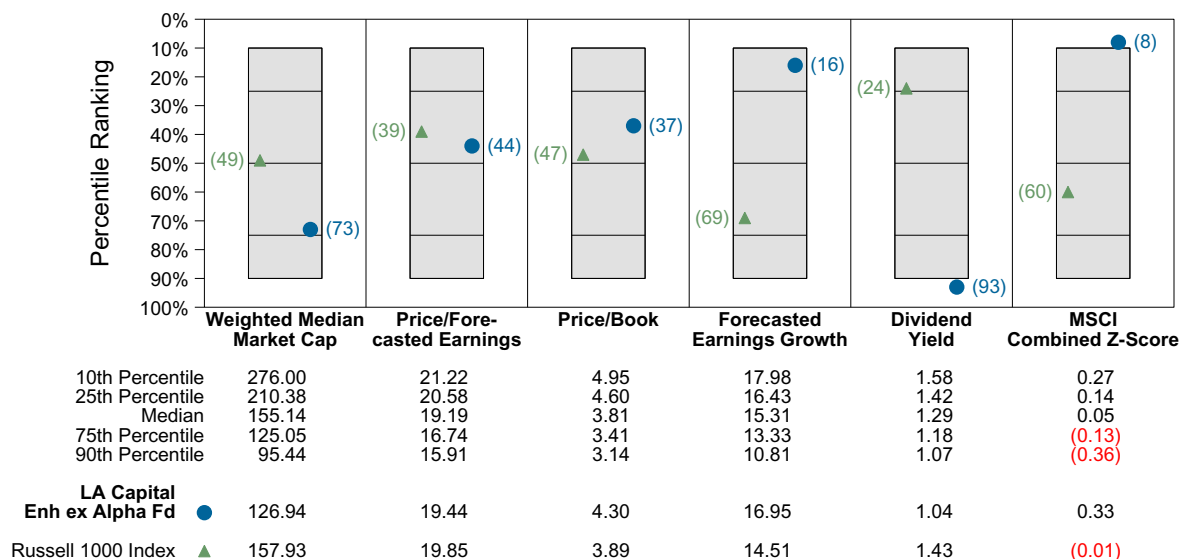 0%
10%
20%
30%
40%
50%
60%
70%
80%
90%
100%
Percentile Ranking
(49)
(73)
(39)
(44)
(47)
(37)
(69)
(16)
(24)
(93)
(60)
(8)
Weighted Median Market Cap
Price/Fore-casted Earnings
Price/Book
Forecasted Earnings Growth
Dividend Yield
MSCI Combined Z-Score
10th Percentile 276.00 21.22 4.95 17.98 1.58 0.27
25th Percentile 210.38 20.58 4.60 16.43 1.42 0.14
Median 155.14 19.19 3.81 15.31 1.29 0.05
75th Percentile 125.05 16.74 3.41 13.33 1.18 (0.13)
90th Percentile 95.44 15.91 3.14 10.81 1.07 (0.36)
LA Capital
Enh ex Alpha Fd 126.94 19.44 4.30 16.95 1.04 0.33
Russell 1000 Index 157.93 19.85 3.89 14.51 1.43 (0.01)